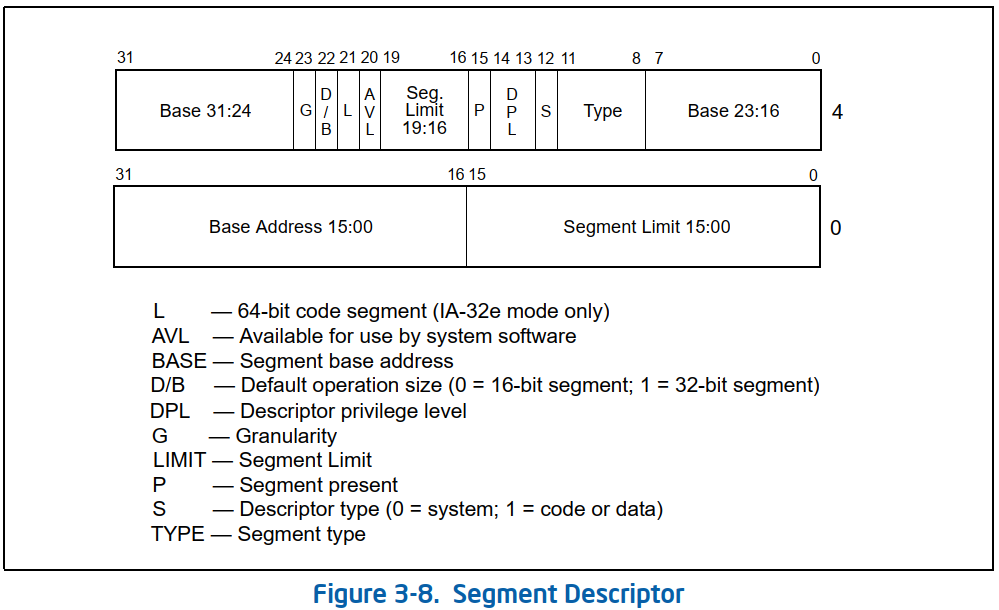 31 24 23 22 21 20 19 16 15 14 13 12 11 8 7 0
Base 31:24 G D/B L AVL Seg. Limit 19:16 P DPL S Type Base 23:16 4
31 16 15 0
Base Address 15:00 Segment Limit 15:00 0
L — 64-bit code segment (IA-32e mode only)
AVL — Available for use by system software
BASE — Segment base address
D/B — Default operation size (0 = 16-bit segment; 1 = 32-bit segment)
DPL — Descriptor privilege level
G — Granularity
LIMIT — Segment Limit
P — Segment present
S — Descriptor type (0 = system; 1 = code or data)
TYPE — Segment type
Figure 3-8. Segment Descriptor